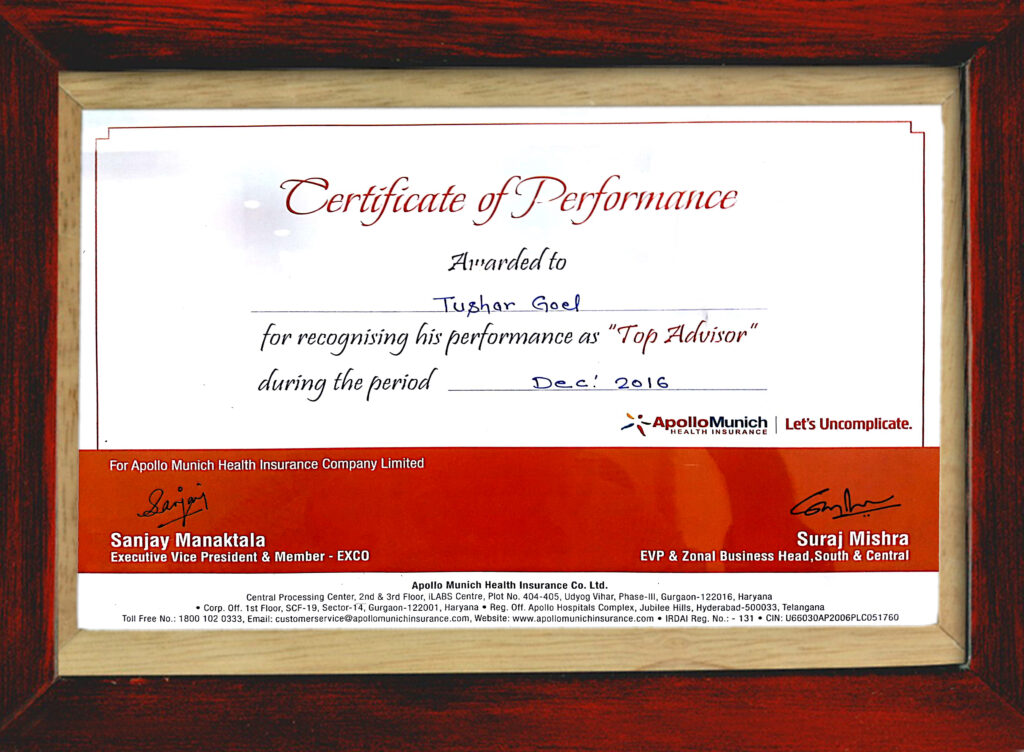 Certificate of Performance
Awarded to
Tushar Goel
for recognising his performance as "Top Advisor"
during the period Dec! 2016
ApolloMunich HEALTH INSURANCE | Let's Uncomplicate.
For Apollo Munich Health Insurance Company Limited
Sanjay
Sanjay Manaktala
Executive Vice President & Member - EXCO
Suraj Mishra
EVP & Zonal Business Head,South & Central
Apollo Munich Health Insurance Co. Ltd.
Central Processing Center, 2nd & 3rd Floor, iLABS Centre, Plot No. 404-405, Udyog Vihar, Phase-III, Gurgaon-122016, Haryana
• Corp. Off. 1st Floor, SCF-19, Sector-14, Gurgaon-122001, Haryana • Reg. Off. Apollo Hospitals Complex, Jubilee Hills, Hyderabad-500033, Telangana
Toll Free No.: 1800 102 0333, Email: customerservice@apollomunichinsurance.com, Website: www.apollomunichinsurance.com • IRDAI Reg. No.: - 131 • CIN: U66030AP2006PLC051760